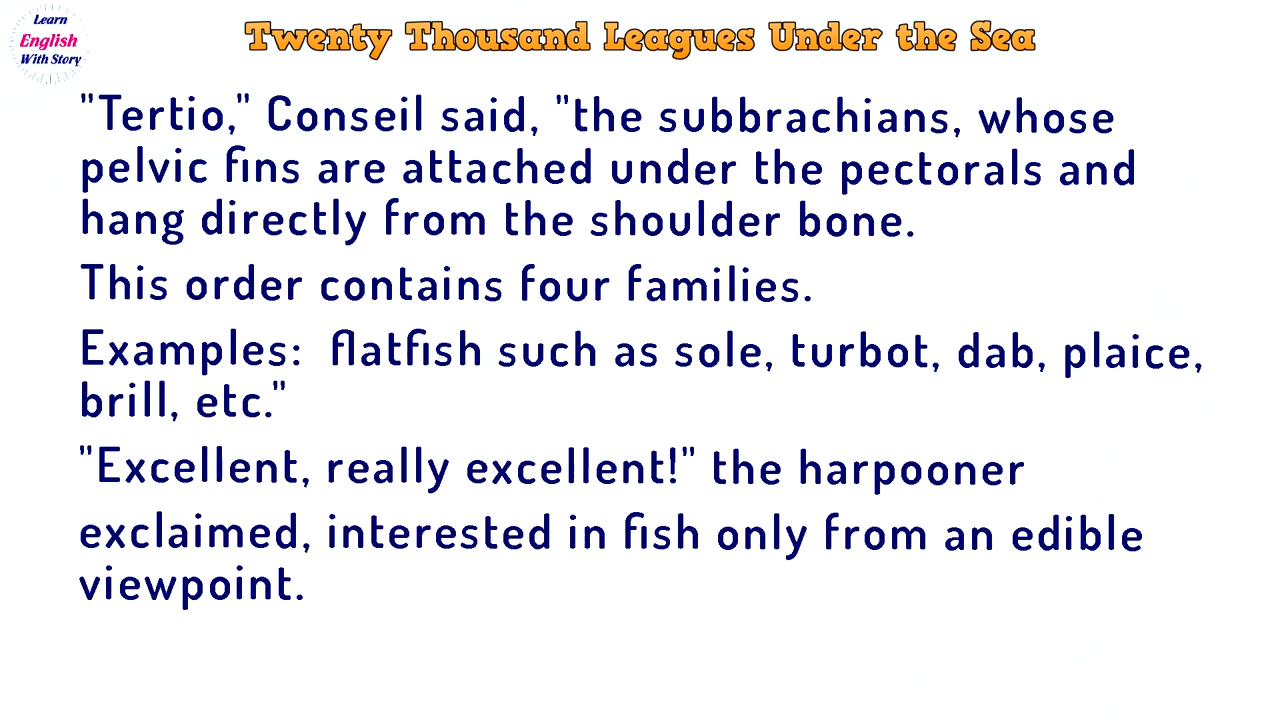 Learn
English
With Story
Twenty Thousand Leagues Under the Sea
"Tertio," Conseil said, "the subbrachians, whose
pelvic fins are attached under the pectorals and
hang directly from the shoulder bone.
This order contains four families.
Examples:  flatfish such as sole, turbot, dab, plaice,
brill, etc."
"Excellent, really excellent!" the harpooner
exclaimed, interested in fish only from an edible
viewpoint.